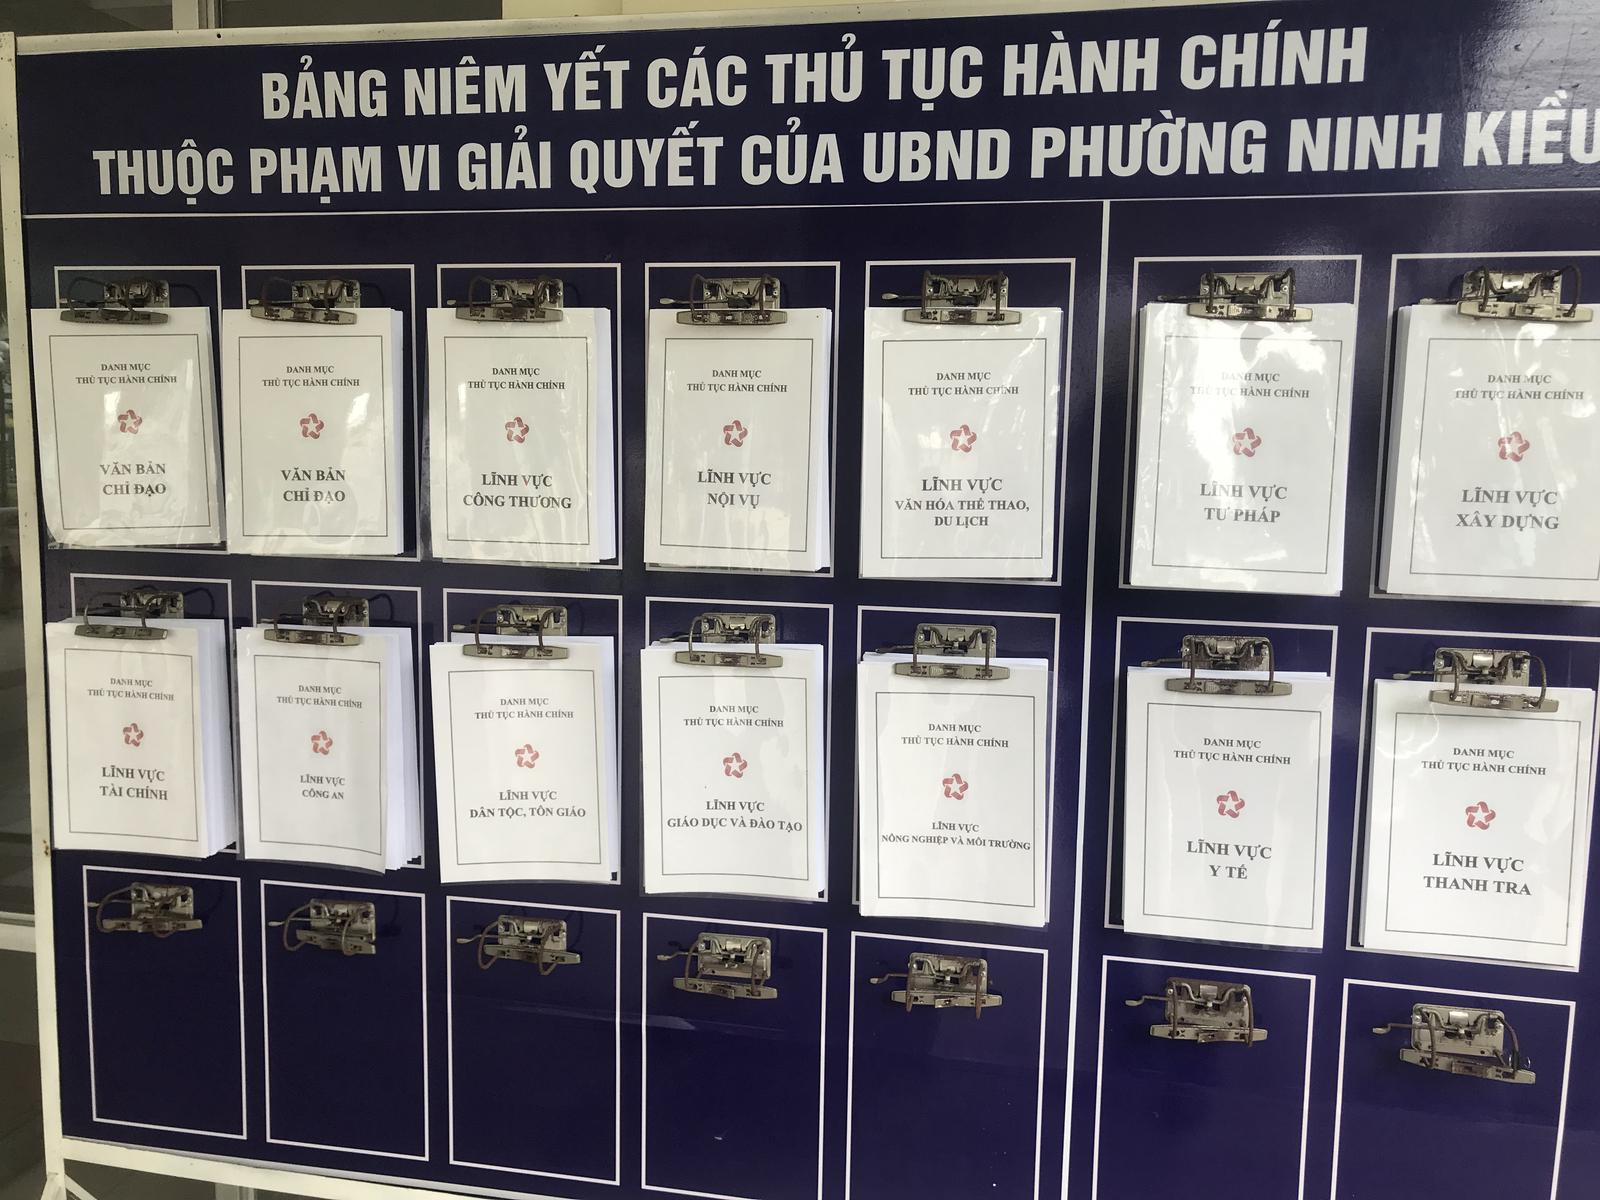 BẢNG NIÊM YẾT CÁC THỦ TỤC HÀNH CHÍNH
THUỘC PHẠM VI GIẢI QUYẾT CỦA UBND PHƯỜNG NINH KIỀU
DANH MỤC
THỦ TỤC HÀNH CHÍNH
VĂN BẢN
CHỈ ĐẠO
DANH MỤC
THỦ TỤC HÀNH CHÍNH
VĂN BẢN
CHỈ ĐẠO
DANH MỤC
THỦ TỤC HÀNH CHÍNH
LĨNH VỰC
CÔNG THƯƠNG
DANH MỤC
THỦ TỤC HÀNH CHÍNH
LĨNH VỰC
NỘI VỤ
DANH MỤC
THỦ TỤC HÀNH CHÍNH
LĨNH VỰC
VĂN HÓA THỂ THAO,
DU LỊCH
DANH MỤC
THỦ TỤC HÀNH CHÍNH
LĨNH VỰC
TƯ PHÁP
DANH MỤC
THỦ TỤC HÀNH CHÍNH
LĨNH VỰC
XÂY DỰNG
DANH MỤC
THỦ TỤC HÀNH CHÍNH
LĨNH VỰC
TÀI CHÍNH
DANH MỤC
THỦ TỤC HÀNH CHÍNH
LĨNH VỰC
CÔNG AN
DANH MỤC
THỦ TỤC HÀNH CHÍNH
LĨNH VỰC
DÂN TỘC, TÔN GIÁO
DANH MỤC
THỦ TỤC HÀNH CHÍNH
LĨNH VỰC
GIÁO DỤC VÀ ĐÀO TẠO
DANH MỤC
THỦ TỤC HÀNH CHÍNH
LĨNH VỰC
NÔNG NGHIỆP VÀ MÔI TRƯỜNG
DANH MỤC
THỦ TỤC HÀNH CHÍNH
LĨNH VỰC
Y TẾ
DANH MỤC
THỦ TỤC HÀNH CHÍNH
LĨNH VỰC
THANH TRA